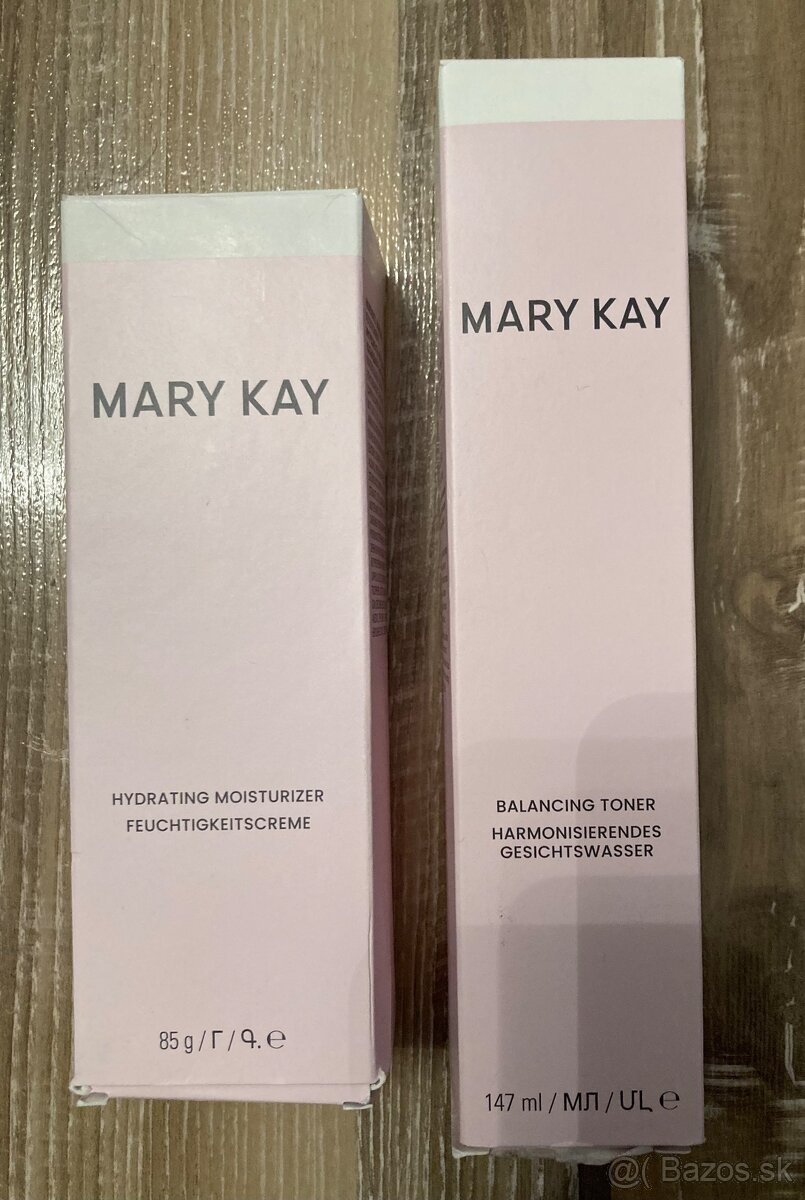 MARY KAY
HYDRATING MOISTURIZER
FEUCHTIGKEITSCREME
85 g / Г / Գ. ℮
MARY KAY
BALANCING TONER
HARMONISIERENDES
GESICHTSWASSER
147 ml / МЛ / ՄԼ ℮
@( Bazos.sk